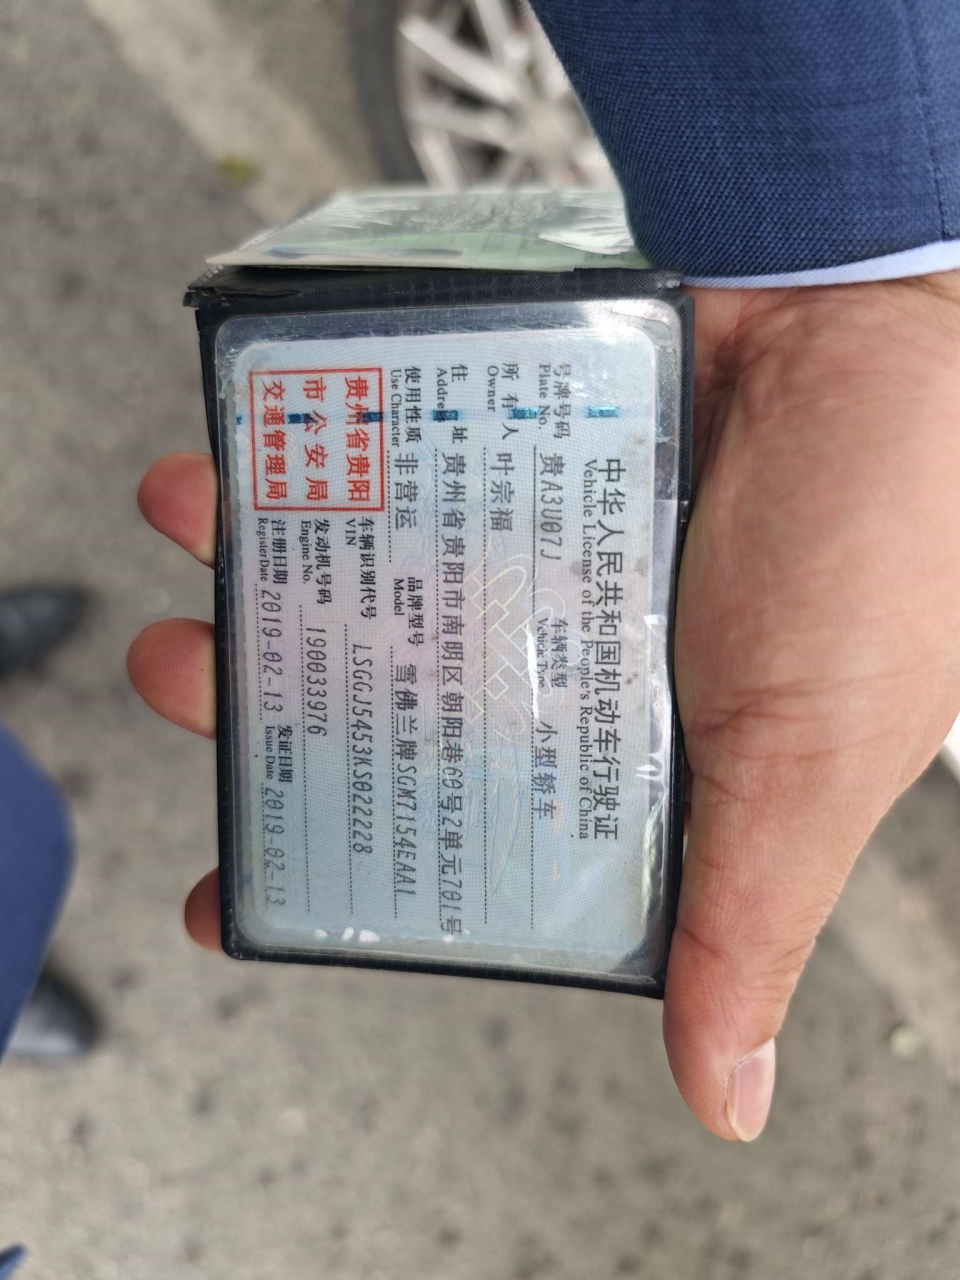 中华人民共和国机动车行驶证
Vehicle License of the People's Republic of China
号牌号码 贵A3U07J 车辆类型 小型轿车
Plate No. Vehicle Type
所有人 叶宗福
Owner
住址 贵州省贵阳市南明区朝阳巷69号2单元701号
Address
使用性质 非营运 品牌型号 雪佛兰牌SGM7154EAA1
Use Character Model
贵州省贵阳
市公安局
交通管理局
车辆识别代号 LSGGJ5453KS022228
VIN
发动机号码 190033976
Engine No.
注册日期 2019-02-13 发证日期 2019-02-13
Register Date Issue Date